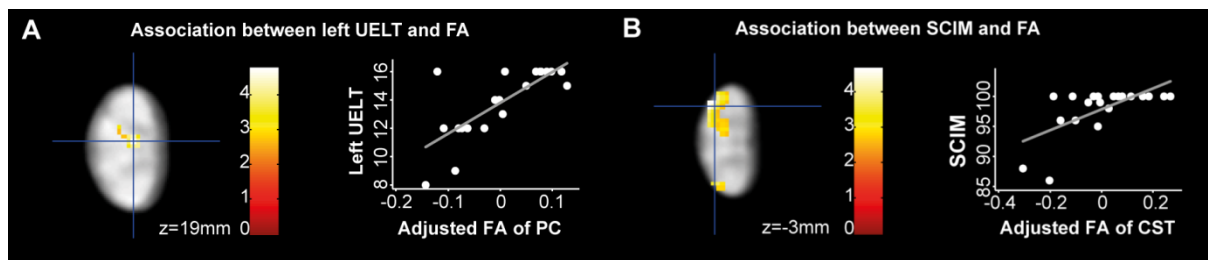 A
Association between left UELT and FA
4
3
2
1
0
z=19mm
Left UELT
16
14
12
10
8
-0.2
-0.1
0
0.1
Adjusted FA of PC
B
Association between SCIM and FA
4
3
2
1
0
z=-3mm
SCIM
100
95
90
85
-0.4
-0.2
0
0.2
Adjusted FA of CST